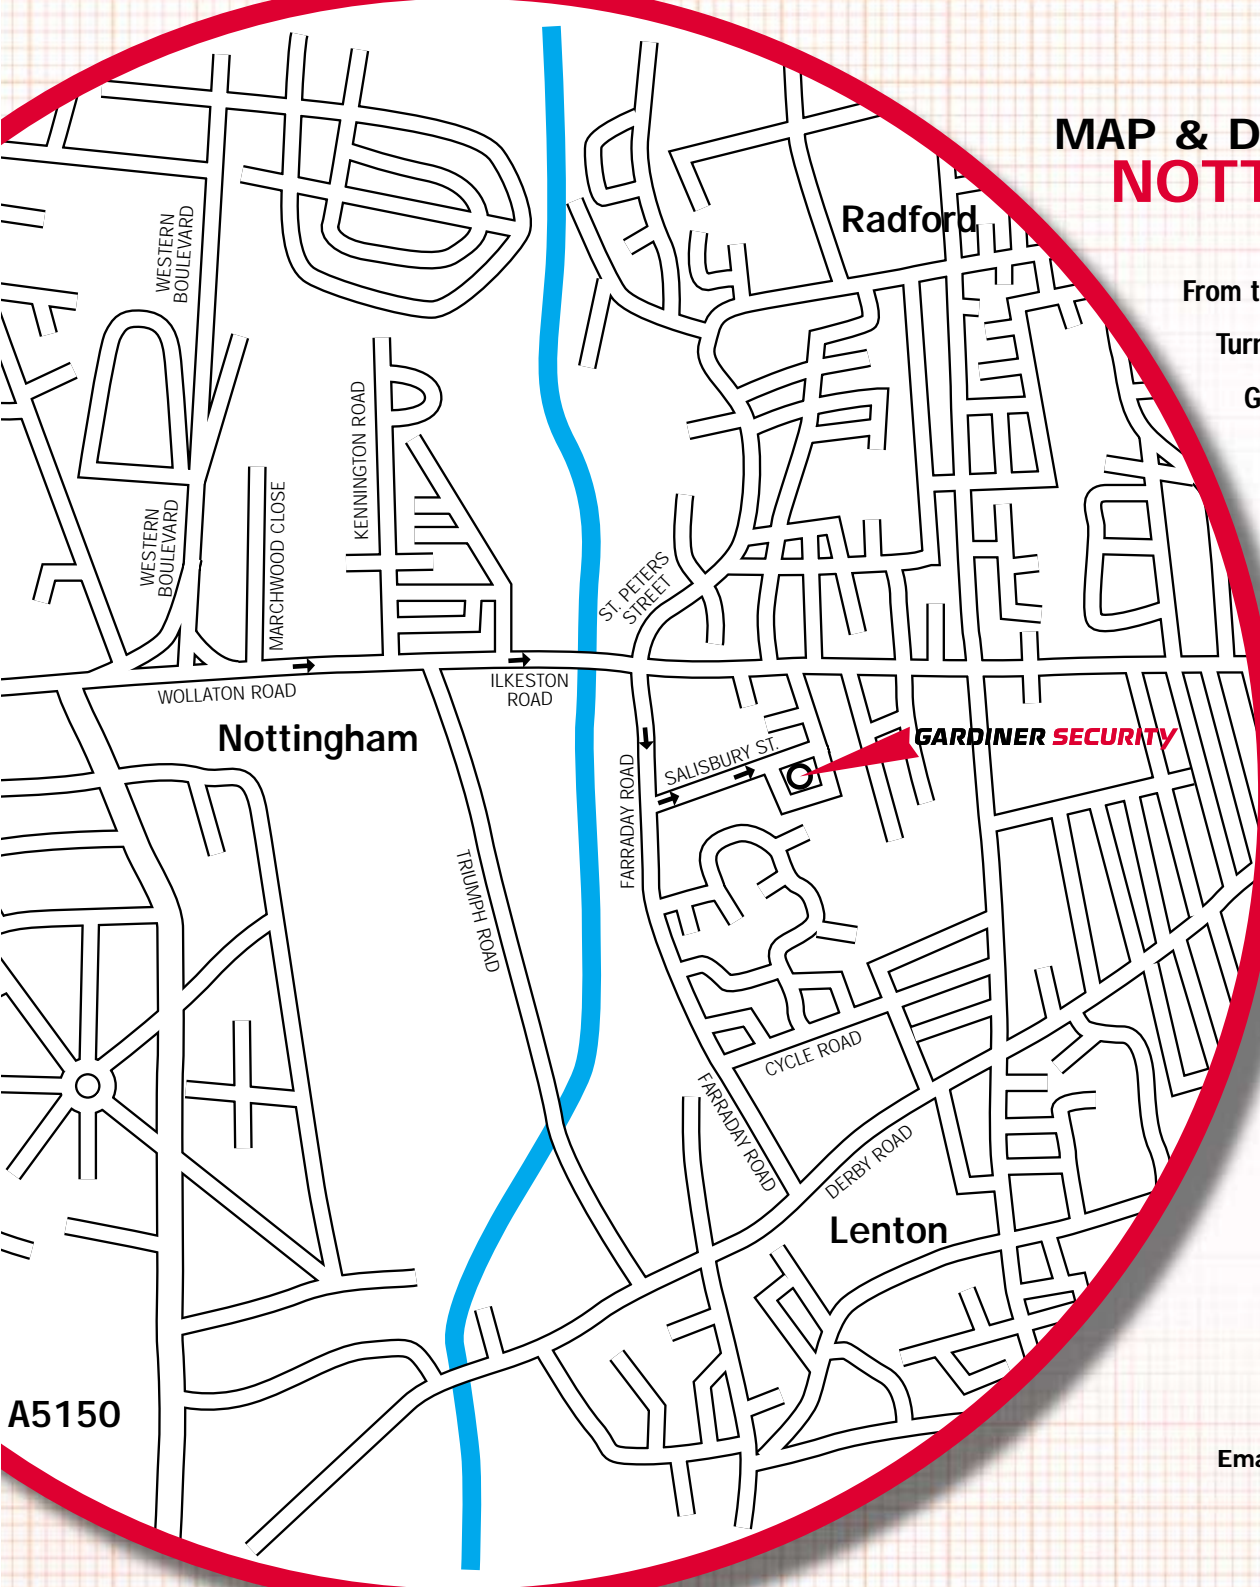 MAP & D
NOTT
From t
Turn
G
Radford
WESTERN
BOULEVARD
KENNINGTON ROAD
MARCHWOOD CLOSE
WESTERN
BOULEVARD
ST. PETERS
STREET
WOLLATON ROAD
ILKESTON
ROAD
Nottingham
GARDINER SECURITY
SALISBURY ST.
FARRADAY ROAD
TRIUMPH ROAD
CYCLE ROAD
FARRADAY ROAD
DERBY ROAD
Lenton
A5150
Ema